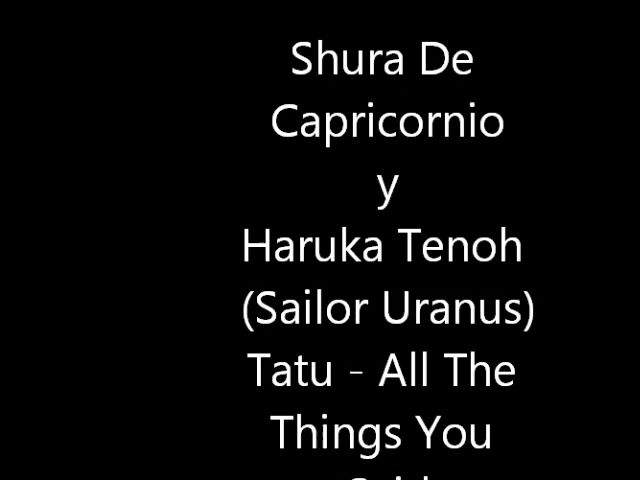 Shura De
Capricornio
y
Haruka Tenoh
(Sailor Uranus)
Tatu - All The
Things You